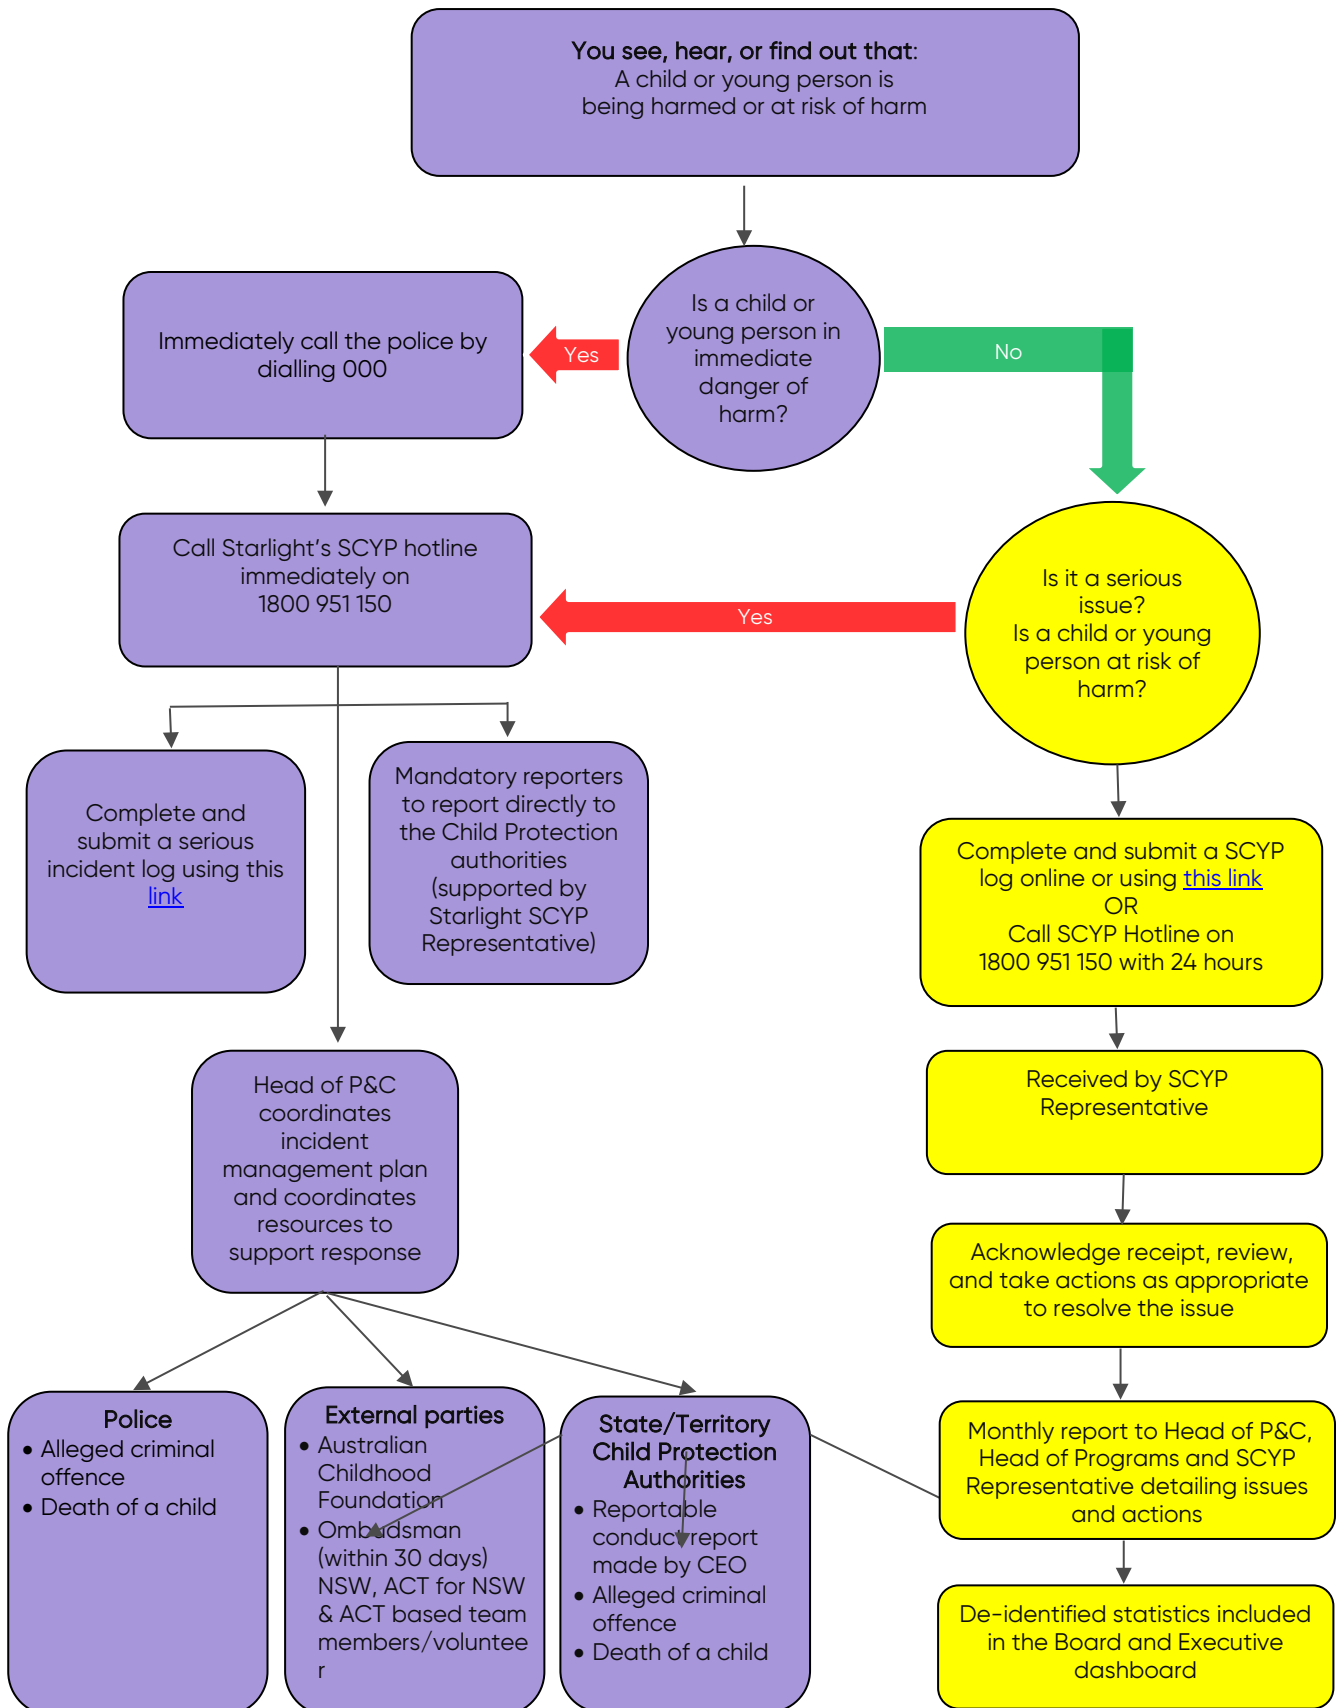 You see, hear, or find out that:
A child or young person is
being harmed or at risk of harm
Is a child or
young person in
immediate
danger of
harm?
Yes
No
Immediately call the police by
dialling 000
Call Starlight's SCYP hotline
immediately on
1800 951 150
Yes
Is it a serious
issue?
Is a child or young
person at risk of
harm?
Complete and
submit a serious
incident log using this
link
Mandatory reporters
to report directly to
the Child Protection
authorities
(supported by
Starlight SCYP
Representative)
Complete and submit a SCYP
log online or using this link
OR
Call SCYP Hotline on
1800 951 150 with 24 hours
Received by SCYP
Representative
Head of P&C
coordinates
incident
management plan
and coordinates
resources to
support response
Acknowledge receipt, review,
and take actions as appropriate
to resolve the issue
Police
• Alleged criminal
offence
• Death of a child
External parties
• Australian
Childhood
Foundation
• Ombudsman
(within 30 days)
NSW, ACT for NSW
& ACT based team
members/voluntee
r
State/Territory
Child Protection
Authorities
• Reportable
conduct report
made by CEO
• Alleged criminal
offence
• Death of a child
Monthly report to Head of P&C,
Head of Programs and SCYP
Representative detailing issues
and actions
De-identified statistics included
in the Board and Executive
dashboard